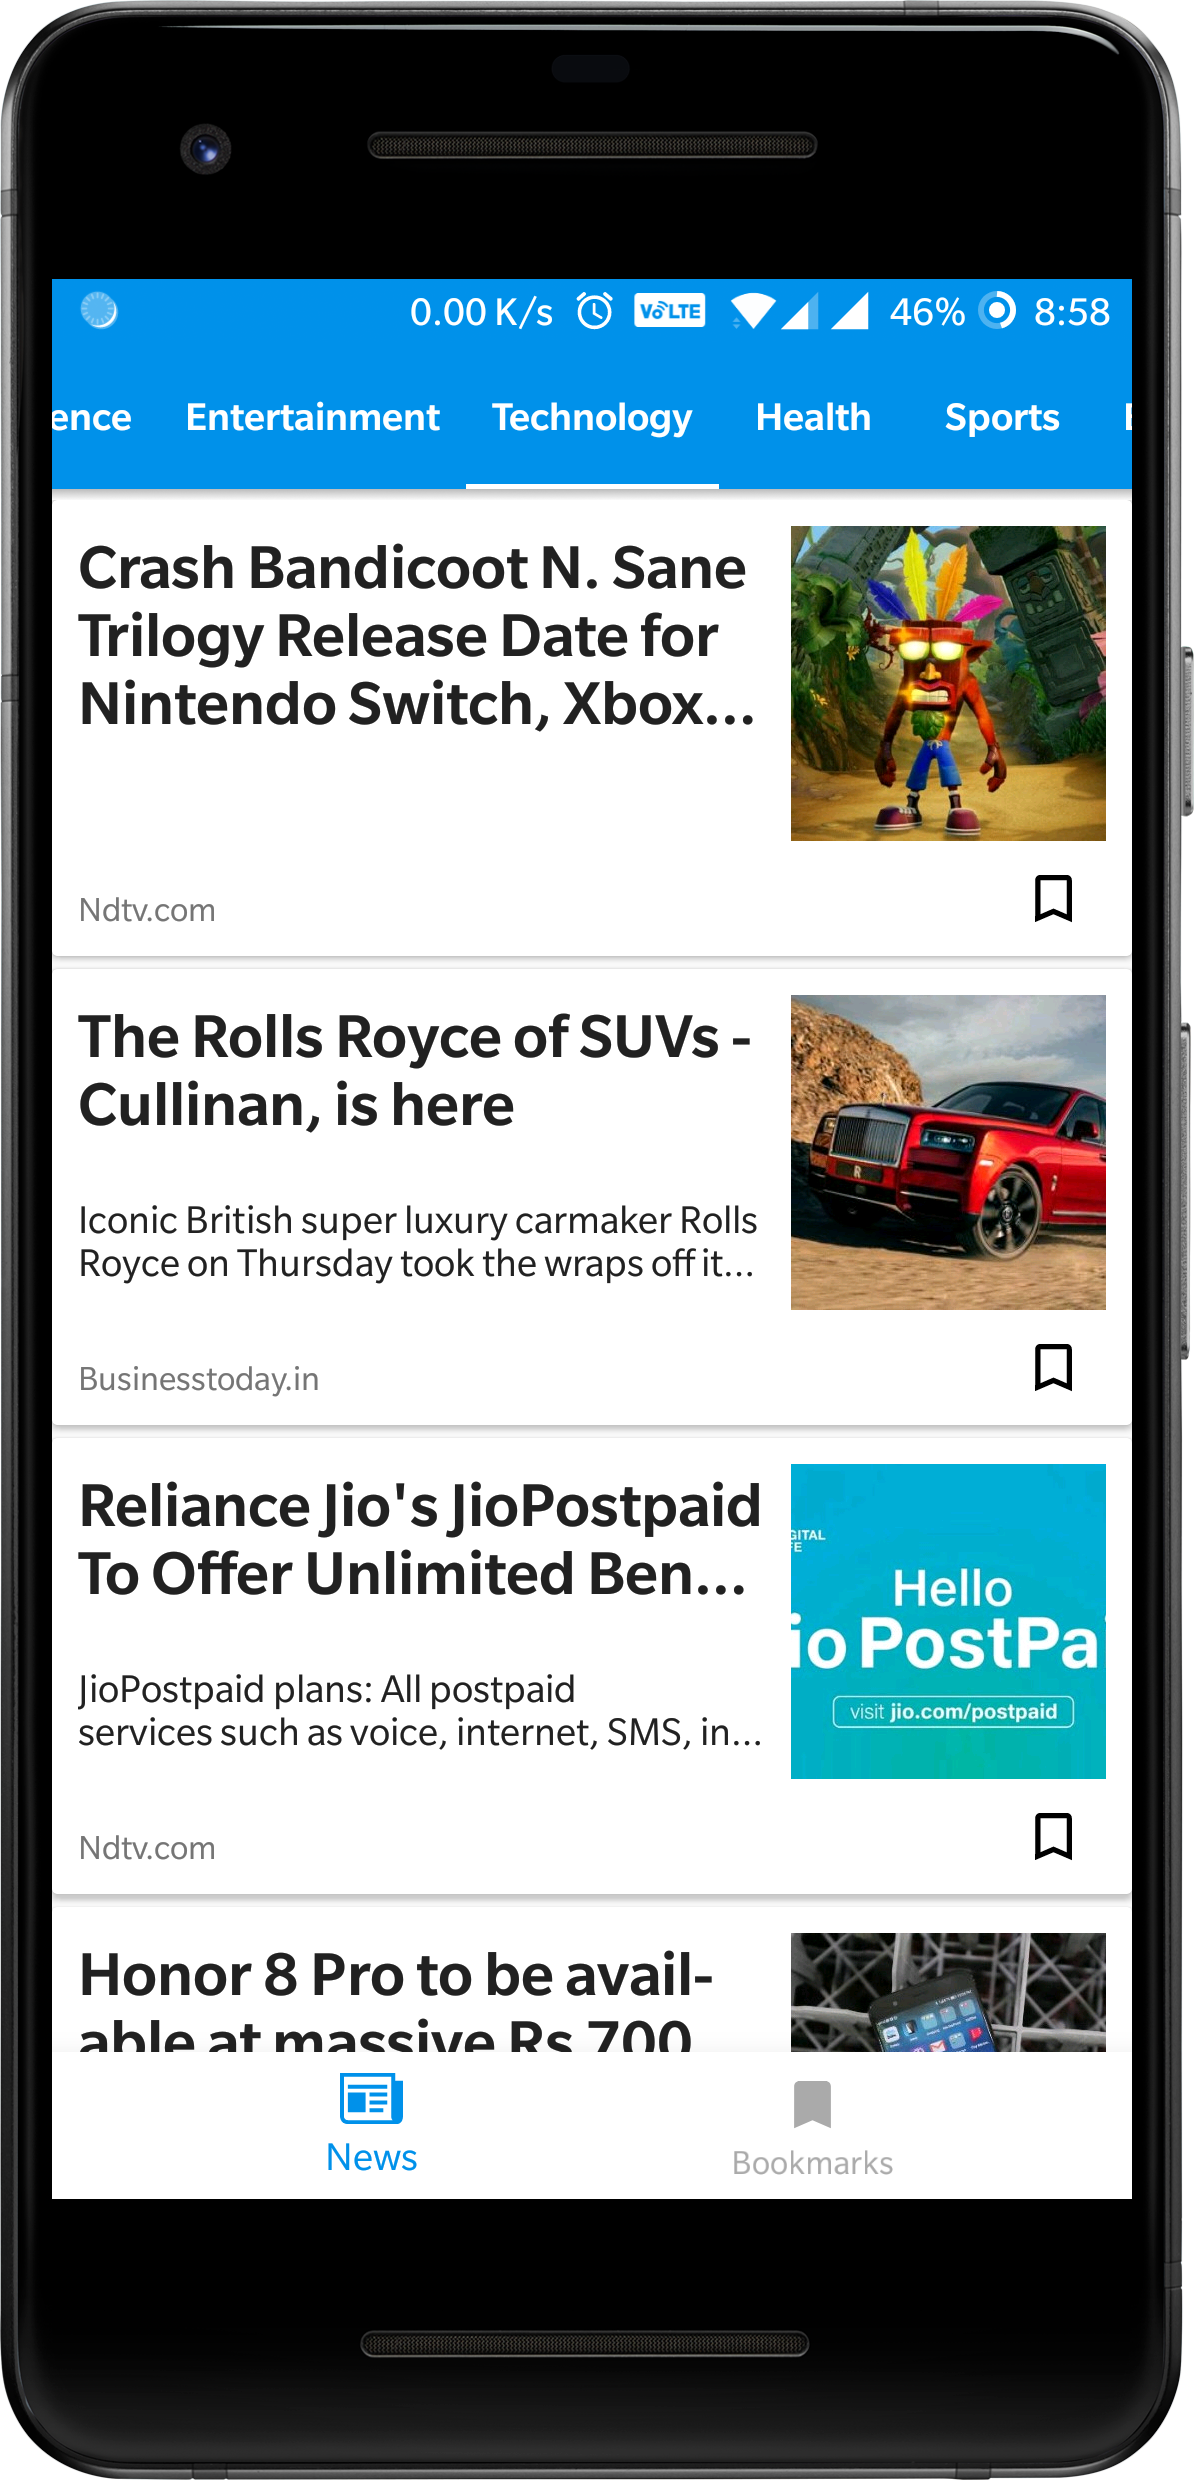 0.00 K/s VoLTE 46% 8:58
ence Entertainment Technology Health Sports
Crash Bandicoot N. Sane
Trilogy Release Date for
Nintendo Switch, Xbox...
Ndtv.com
The Rolls Royce of SUVs -
Cullinan, is here
Iconic British super luxury carmaker Rolls
Royce on Thursday took the wraps off it...
R
Businesstoday.in
Reliance Jio's JioPostpaid
To Offer Unlimited Ben...
JioPostpaid plans: All postpaid
services such as voice, internet, SMS, in...
GITAL
FE
Hello
io PostPai
visit jio.com/postpaid
Ndtv.com
Honor 8 Pro to be avail-
able at massive Rs 700
News
Bookmarks